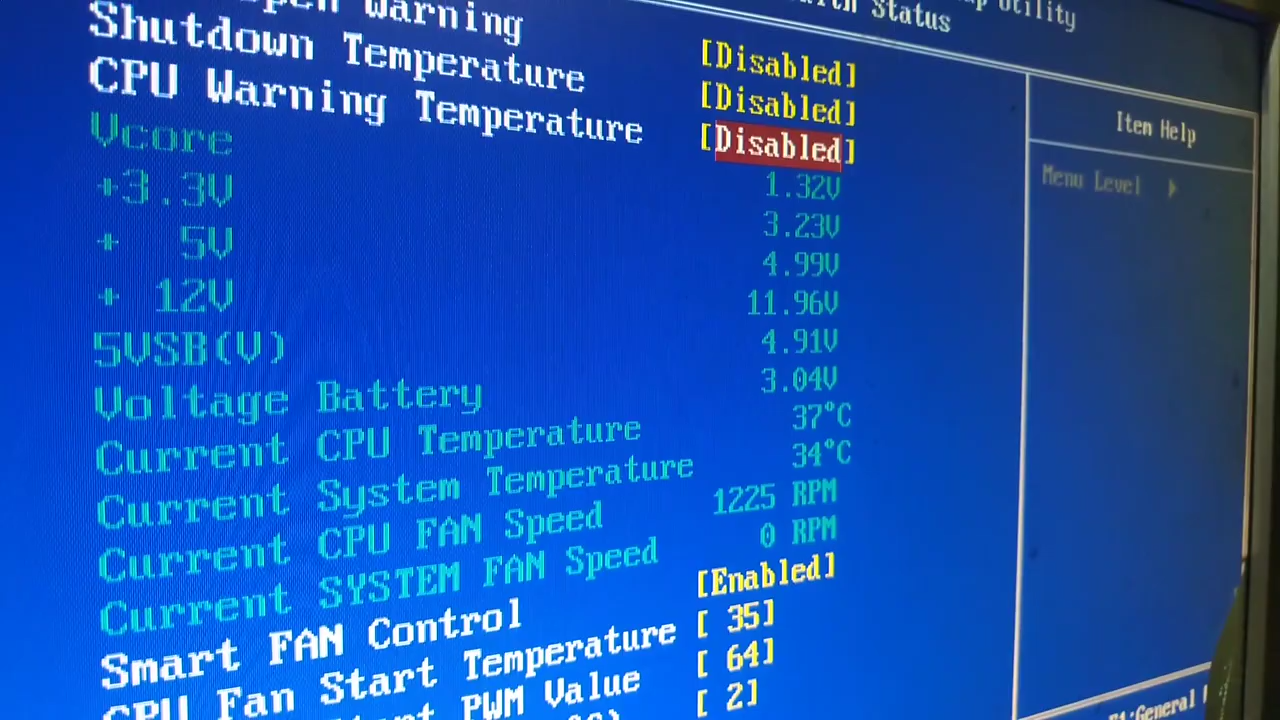 Warning [Disabled]
Shutdown Temperature [Disabled]
CPU Warning Temperature [Disabled]
Vcore 1.32V
+3.3V 3.23V
+ 5V 4.99V
+ 12V 11.96V
5VSB(V) 4.91V
Voltage Battery 3.04V
Current CPU Temperature 37°C
Current System Temperature 34°C
Current CPU FAN Speed 1225 RPM
Current SYSTEM FAN Speed 0 RPM
Smart FAN Control [Enabled]
CPU Fan Start Temperature [ 35]
PWM Value [ 64]
[ 2]
Utility
Status
Item Help
Menu Level
F1:General